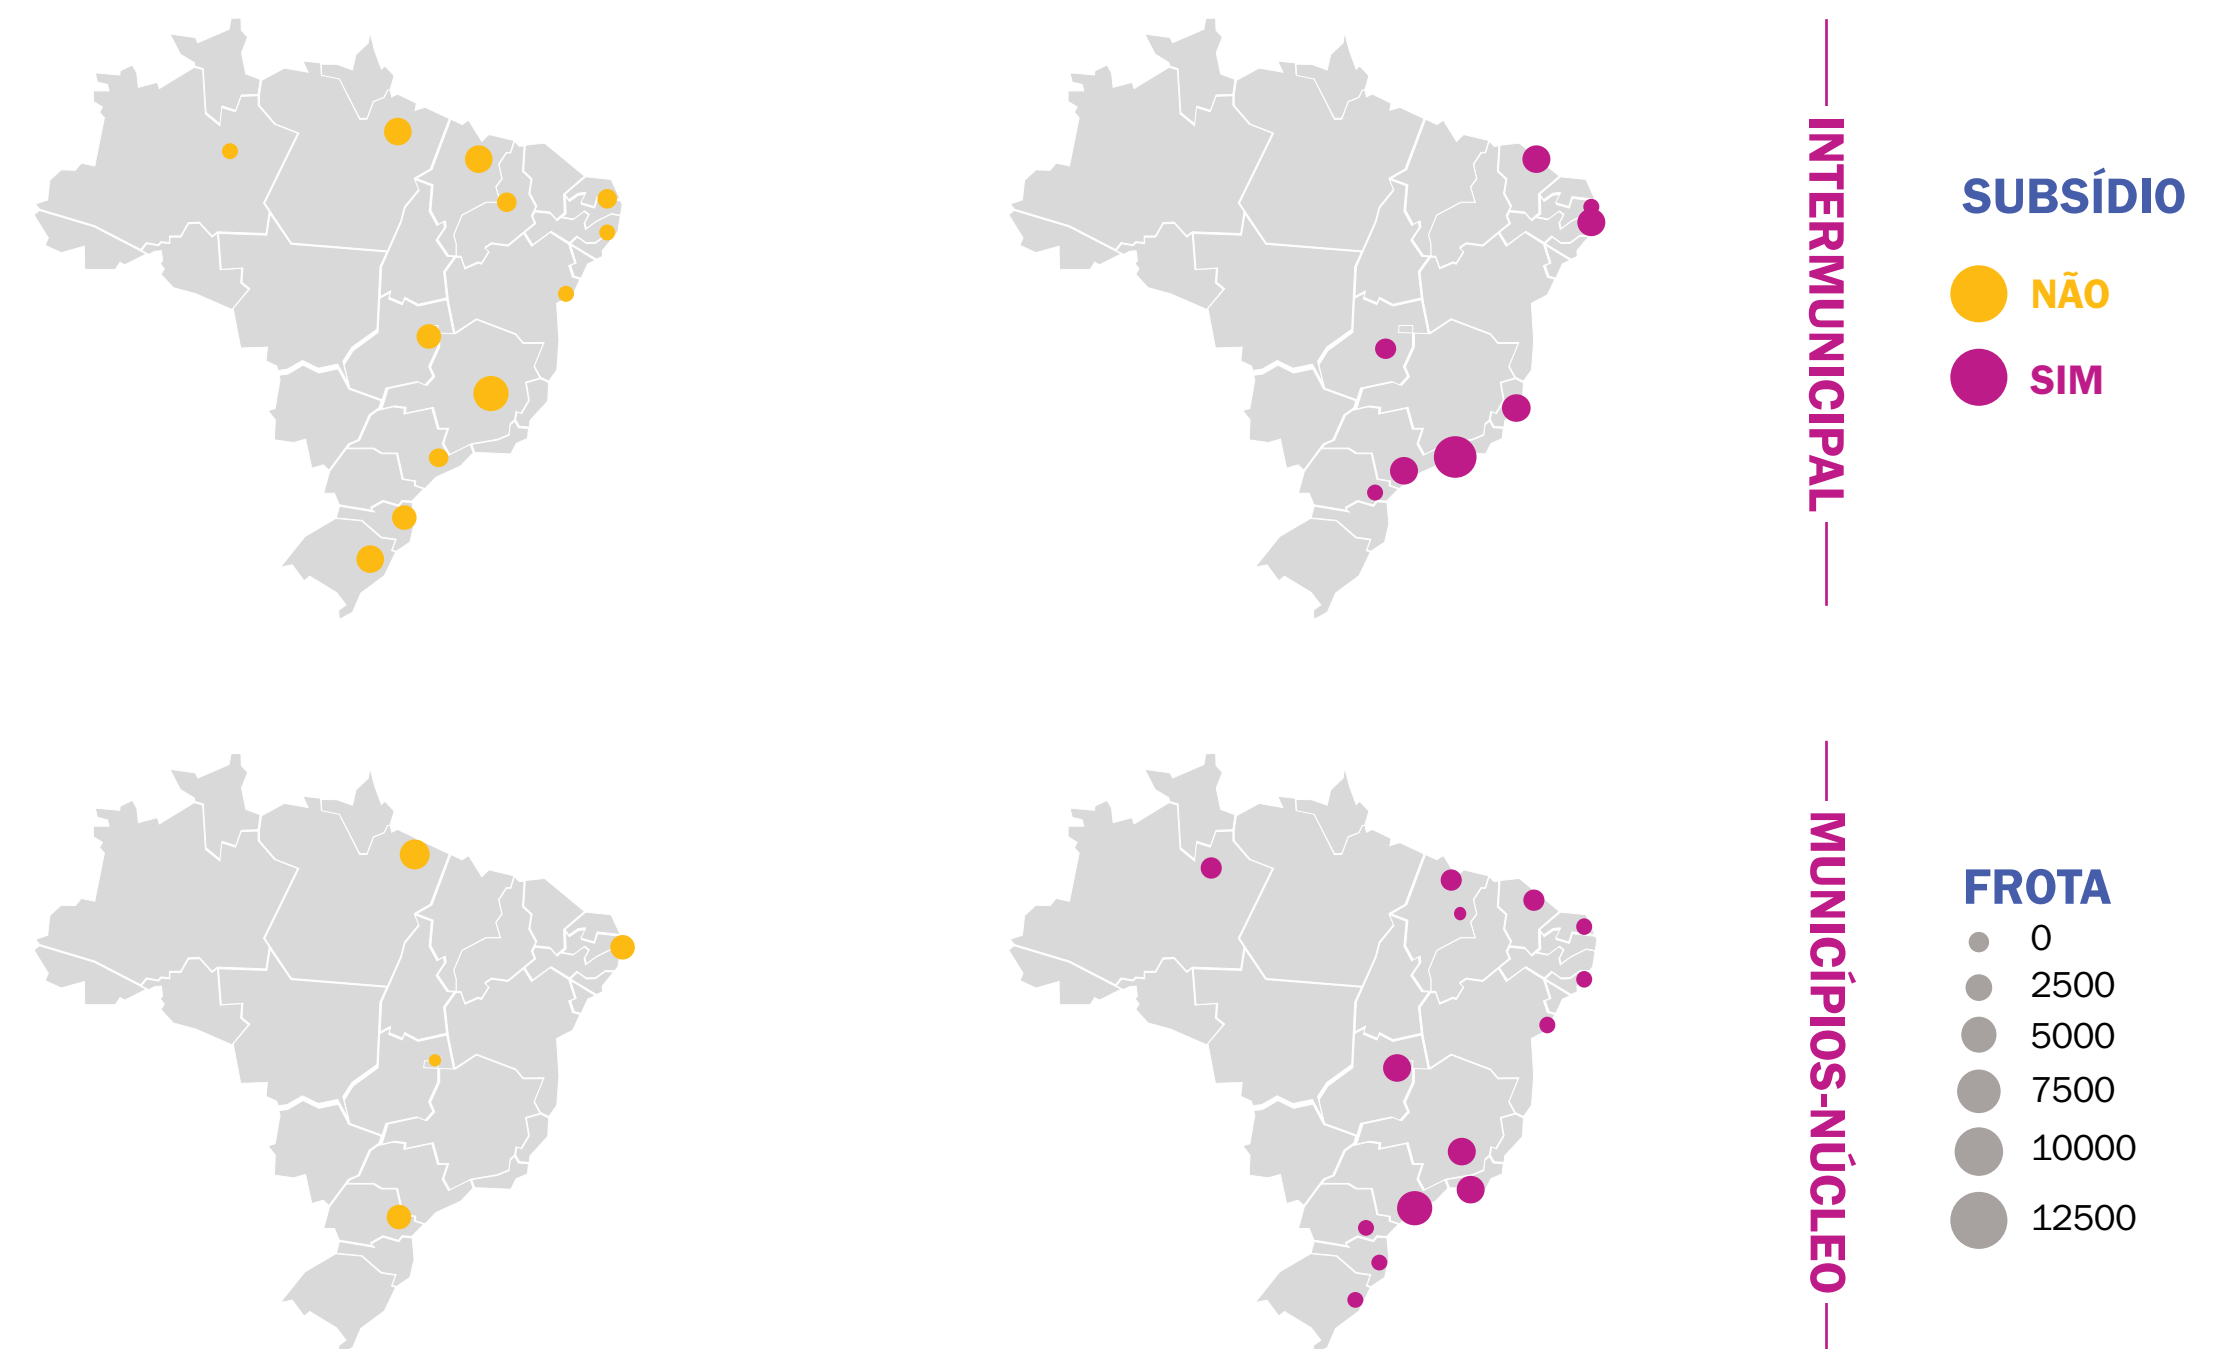 INTERMUNICIPAL
SUBSÍDIO
NÃO
SIM
MUNICÍPIOS-NÚCLEO
FROTA
0
2500
5000
7500
10000
12500